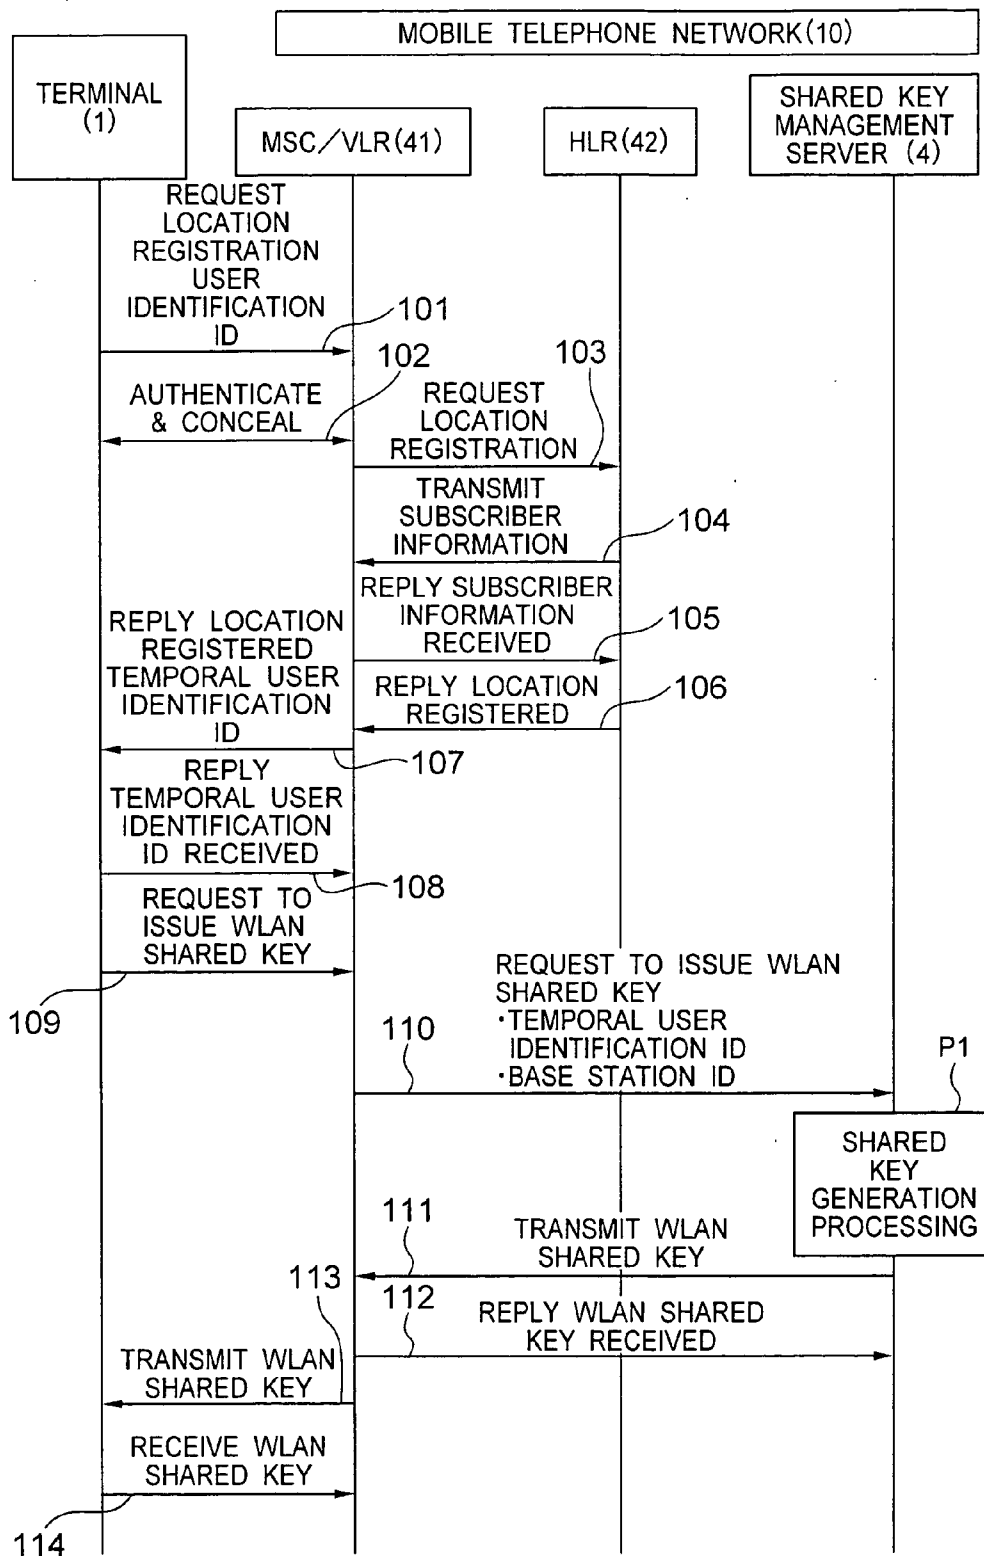 MOBILE TELEPHONE NETWORK(10)
TERMINAL
(1)
MSC/VLR(41)
HLR(42)
SHARED KEY
MANAGEMENT
SERVER (4)
REQUEST
LOCATION
REGISTRATION
USER
IDENTIFICATION
ID
101
102
AUTHENTICATE
& CONCEAL
103
REQUEST
LOCATION
REGISTRATION
TRANSMIT
SUBSCRIBER
INFORMATION
104
REPLY SUBSCRIBER
INFORMATION
RECEIVED
105
REPLY LOCATION
REGISTERED
106
REPLY LOCATION
REGISTERED
TEMPORAL USER
IDENTIFICATION
ID
107
REPLY
TEMPORAL USER
IDENTIFICATION
ID RECEIVED
108
REQUEST TO
ISSUE WLAN
SHARED KEY
109
REQUEST TO ISSUE WLAN
SHARED KEY
・TEMPORAL USER
IDENTIFICATION ID
・BASE STATION ID
110
P1
SHARED
KEY
GENERATION
PROCESSING
111
TRANSMIT WLAN
SHARED KEY
113
112
REPLY WLAN SHARED
KEY RECEIVED
TRANSMIT WLAN
SHARED KEY
RECEIVE WLAN
SHARED KEY
114